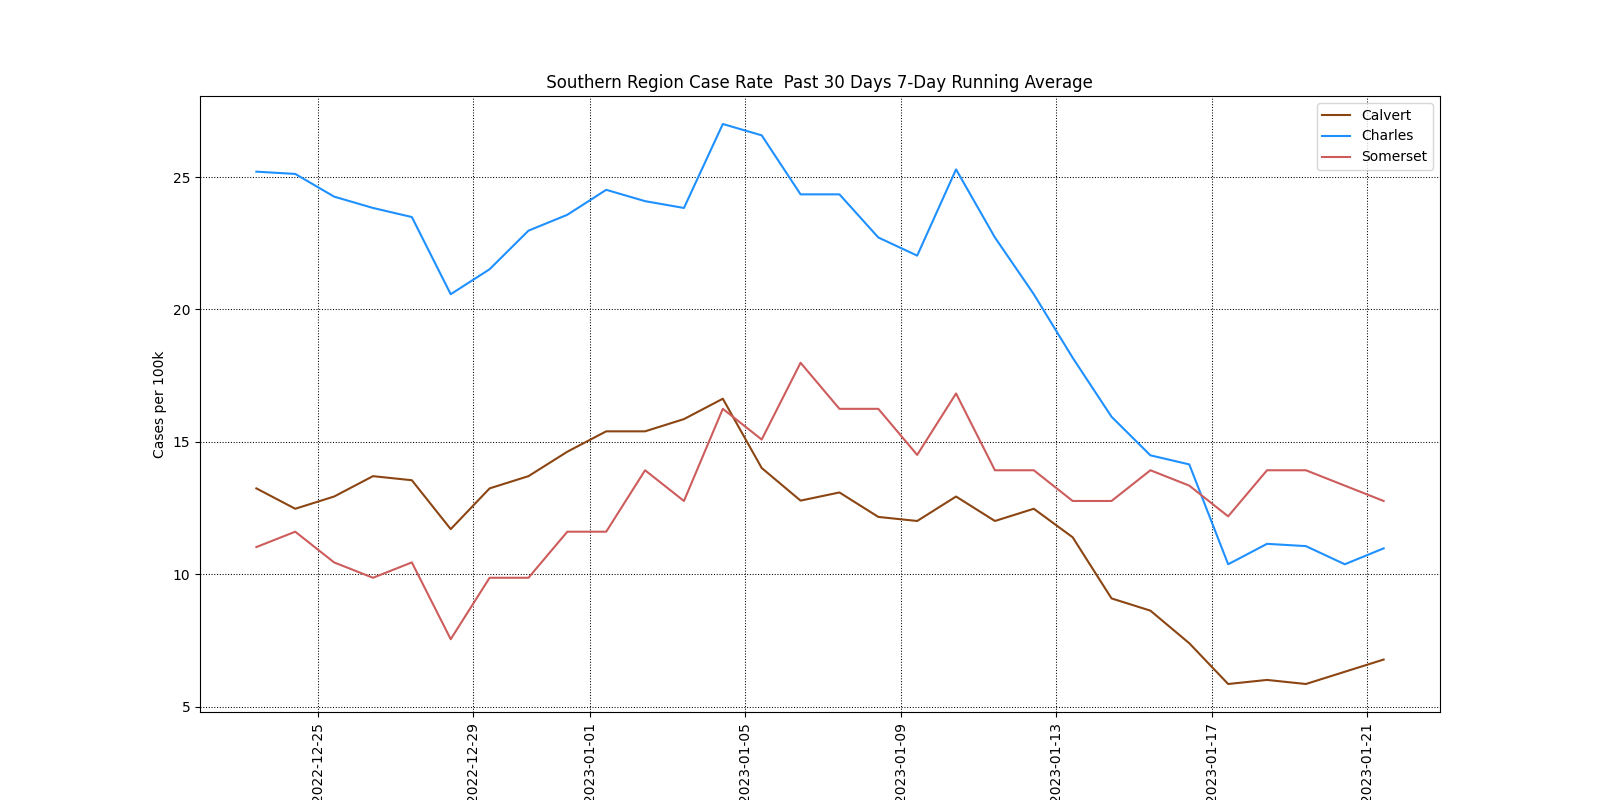 Southern Region Case Rate  Past 30 Days 7-Day Running Average
Calvert
Charles
Somerset
Cases per 100k
25
20
15
10
5
2022-12-25
2022-12-29
2023-01-01
2023-01-05
2023-01-09
2023-01-13
2023-01-17
2023-01-21